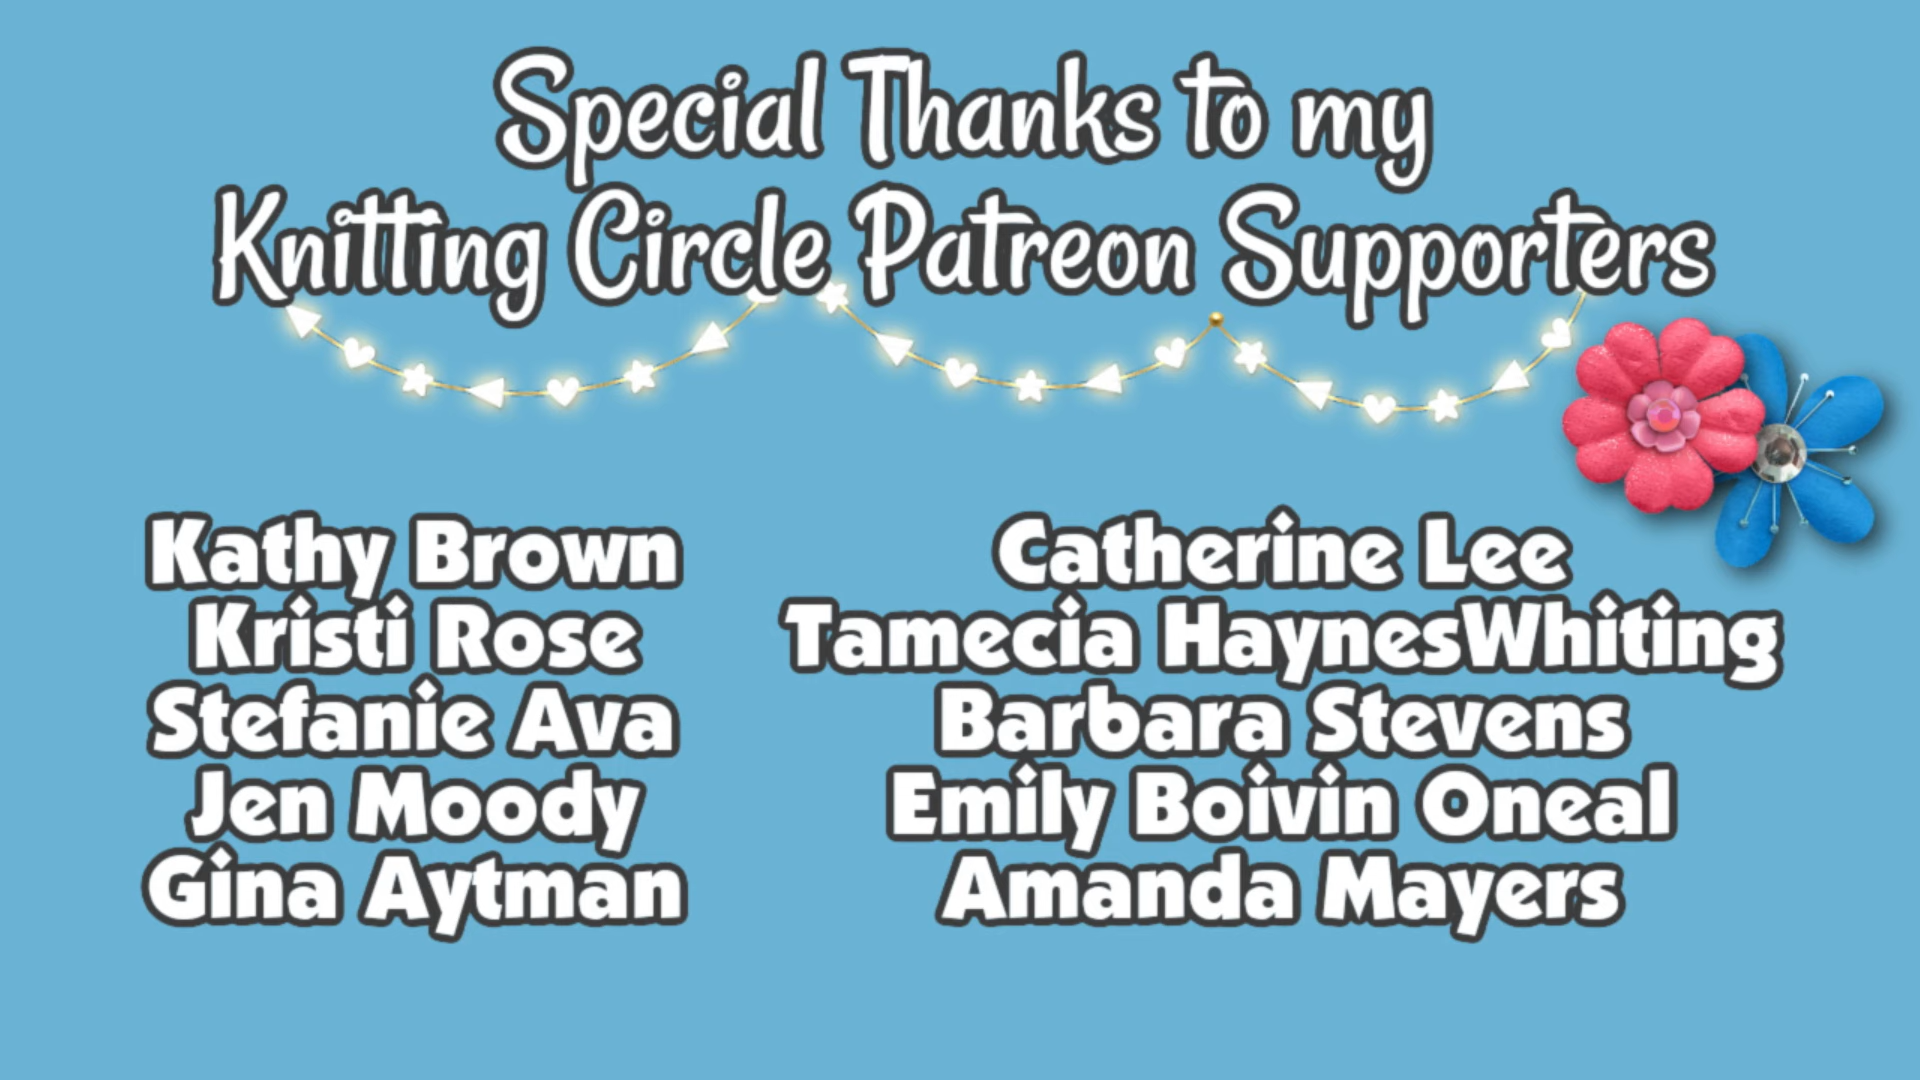 Special Thanks to my
Knitting Circle Patreon Supporters
Kathy Brown
Kristi Rose
Stefanie Ava
Jen Moody
Gina Aytman
Catherine Lee
Tamecia HaynesWhiting
Barbara Stevens
Emily Boivin Oneal
Amanda Mayers